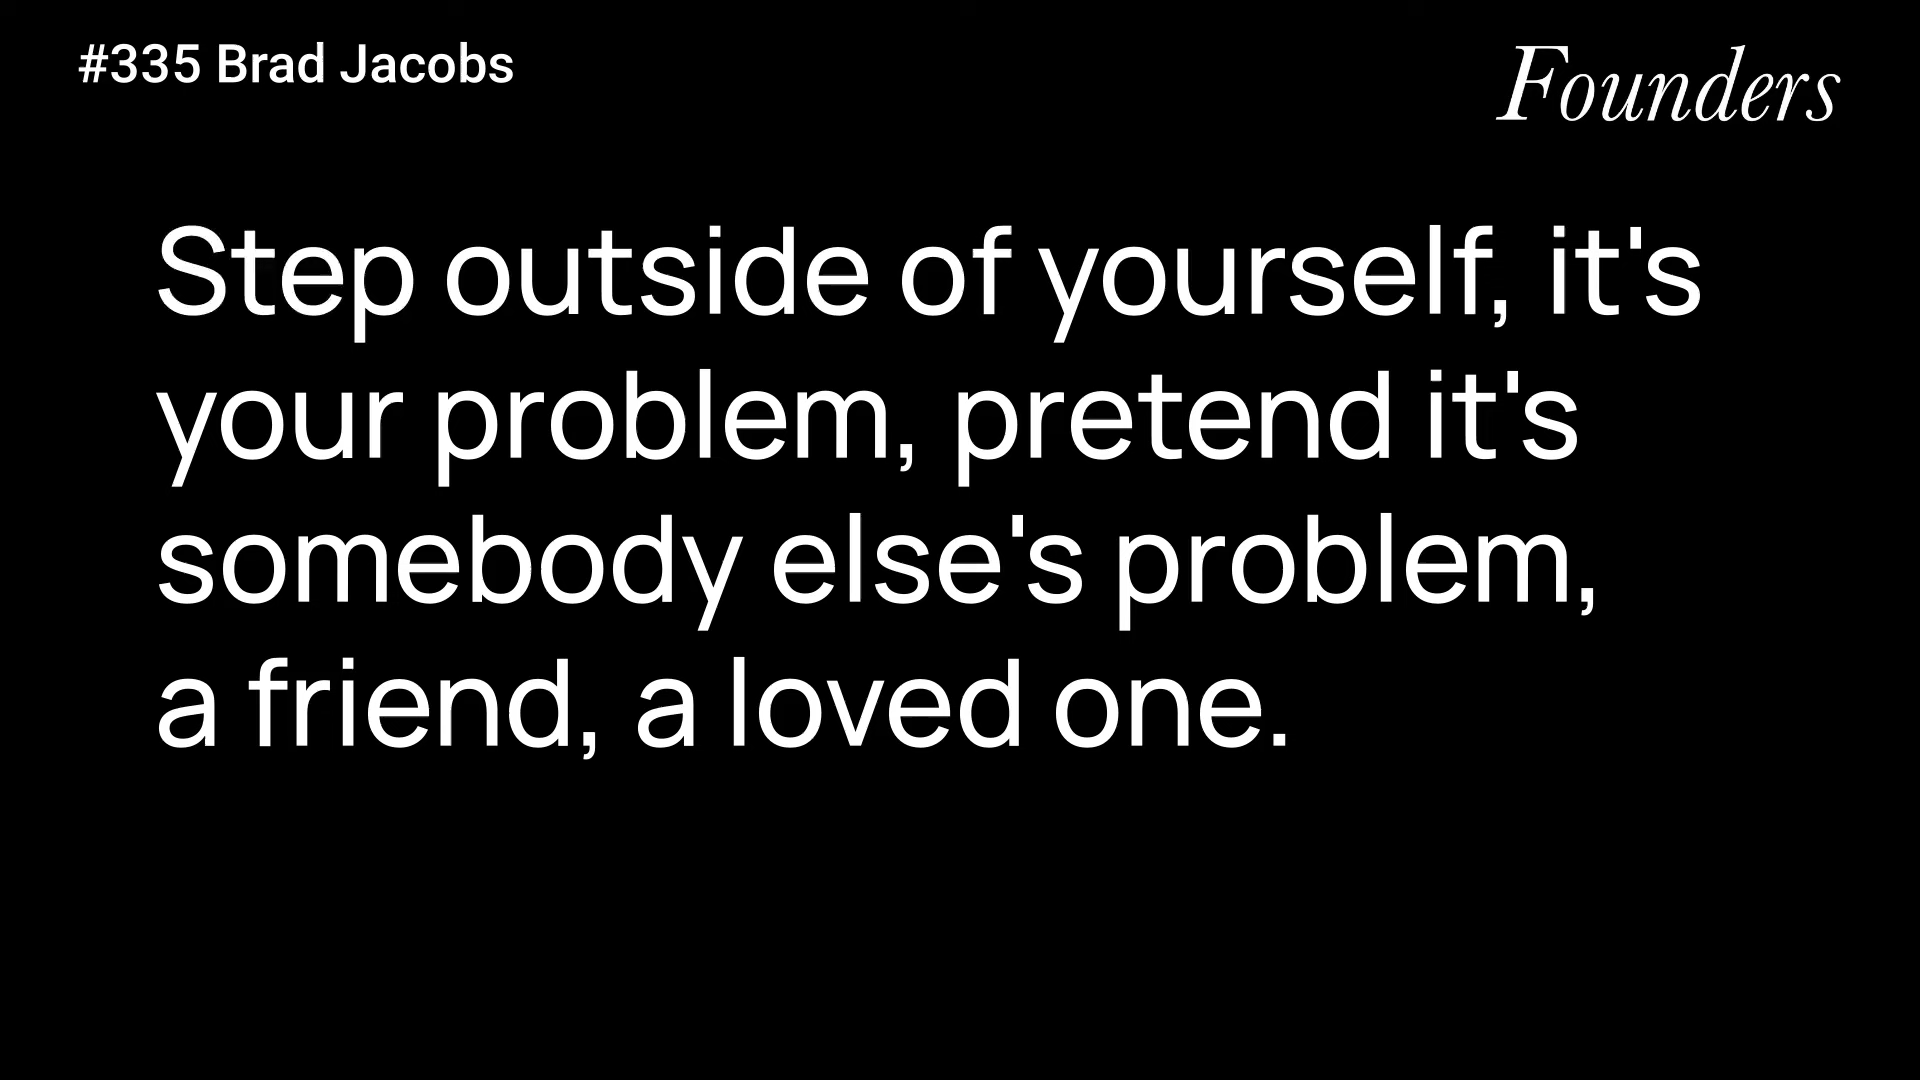 #335 Brad Jacobs
Founders
Step outside of yourself, it's
your problem, pretend it's
somebody else's problem,
a friend, a loved one.